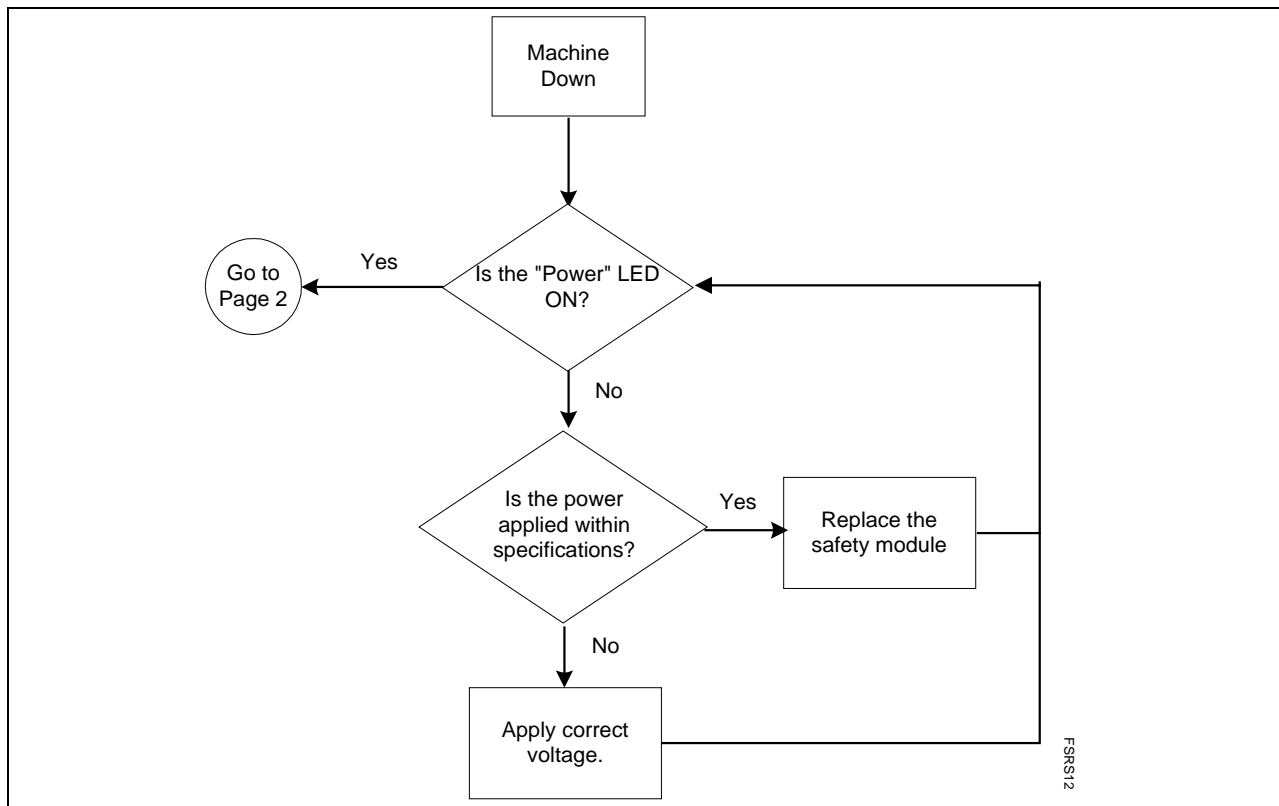 Machine
Down
Is the "Power" LED
ON?
Yes
Go to
Page 2
No
Is the power
applied within
specifications?
Yes
Replace the
safety module
No
Apply correct
voltage.
FSRS12